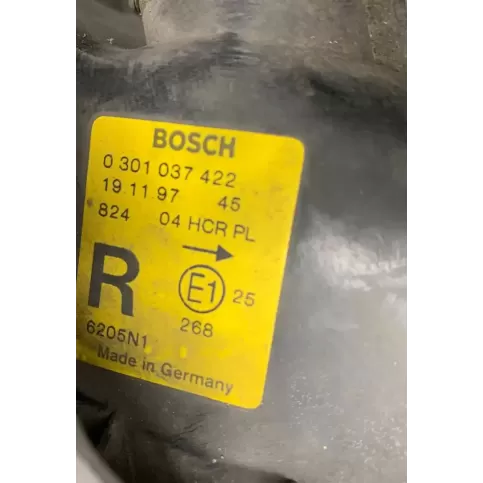 BOSCH
0 301 037 422
19 11 97 45
824 04 HCR PL
R E1 25
6205N1 268
Made in Germany